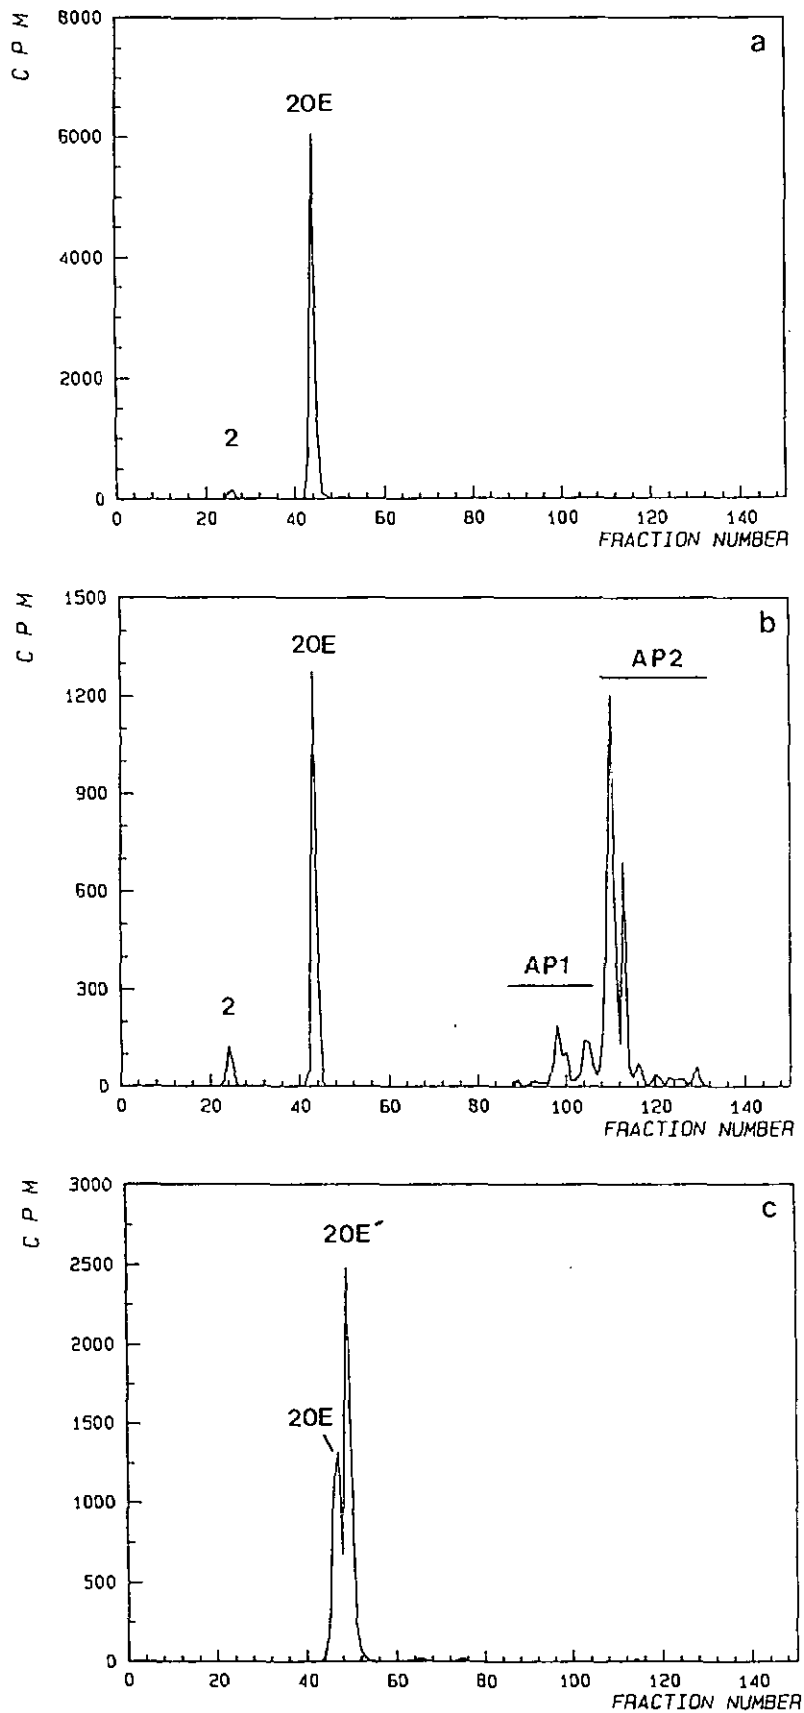 C P M
8000
a
20E
6000
4000
2000
2
0
0 20 40 60 80 100 120 140
FRACTION NUMBER
C P M
1500
b
20E
AP2
1200
900
600
AP1
300
2
0
0 20 40 60 80 100 120 140
FRACTION NUMBER
C P M
3000
c
20E´
2500
2000
20E
1500
1000
500
0
0 20 40 60 80 100 120 140
FRACTION NUMBER